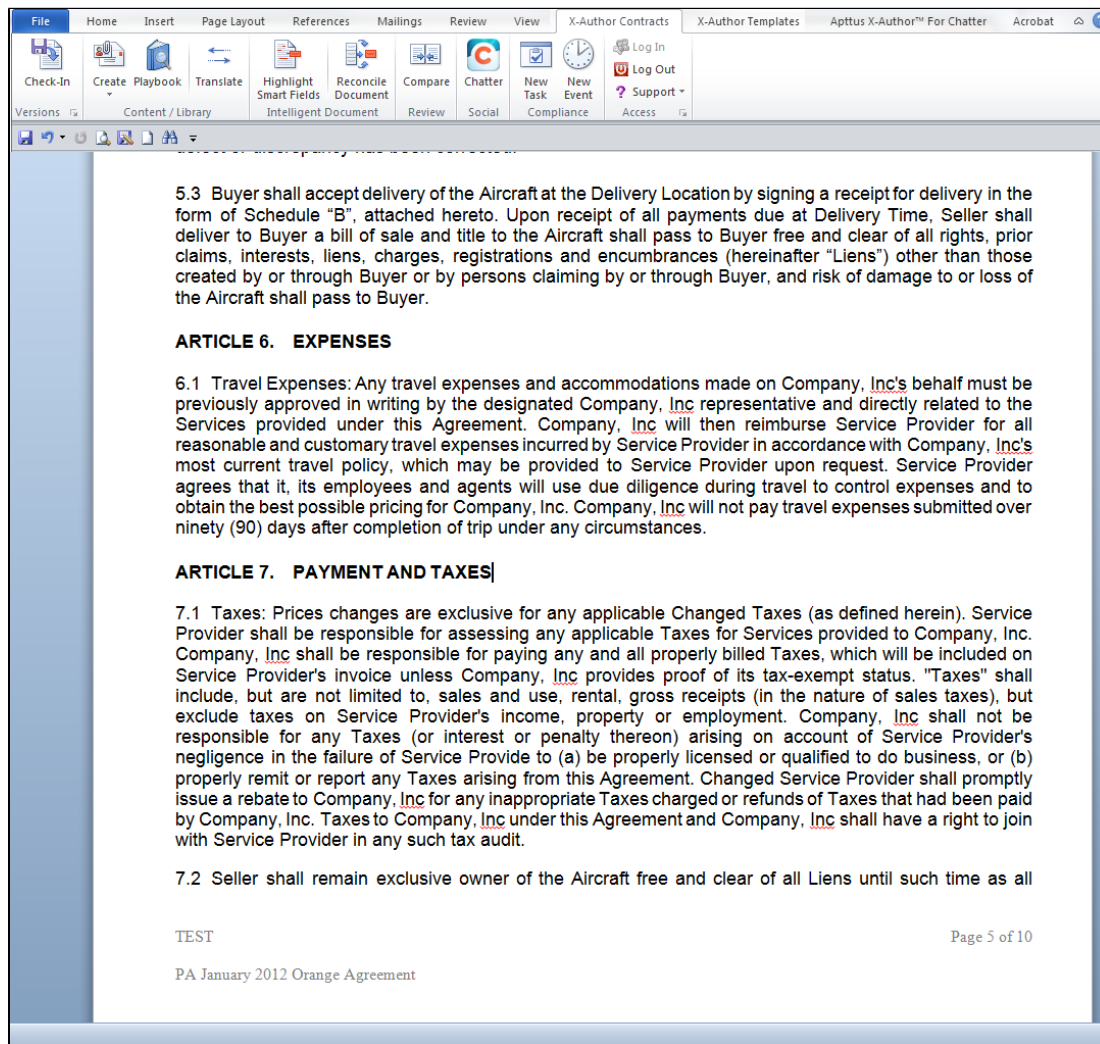 File Home Insert Page Layout References Mailings Review View X-Author Contracts X-Author Templates Apttus X-Author™ For Chatter Acrobat
Check-In Create Playbook Translate Highlight Smart Fields Reconcile Document Compare Chatter New Task New Event Log In
Log Out
Support
Versions Content / Library Intelligent Document Review Social Compliance Access
defect or discrepancy has been corrected.
5.3 Buyer shall accept delivery of the Aircraft at the Delivery Location by signing a receipt for delivery in the
form of Schedule “B”, attached hereto. Upon receipt of all payments due at Delivery Time, Seller shall
deliver to Buyer a bill of sale and title to the Aircraft shall pass to Buyer free and clear of all rights, prior
claims, interests, liens, charges, registrations and encumbrances (hereinafter “Liens”) other than those
created by or through Buyer or by persons claiming by or through Buyer, and risk of damage to or loss of
the Aircraft shall pass to Buyer.
ARTICLE 6. EXPENSES
6.1 Travel Expenses: Any travel expenses and accommodations made on Company, Inc's behalf must be
previously approved in writing by the designated Company, Inc representative and directly related to the
Services provided under this Agreement. Company, Inc will then reimburse Service Provider for all
reasonable and customary travel expenses incurred by Service Provider in accordance with Company, Inc's
most current travel policy, which may be provided to Service Provider upon request. Service Provider
agrees that it, its employees and agents will use due diligence during travel to control expenses and to
obtain the best possible pricing for Company, Inc. Company, Inc will not pay travel expenses submitted over
ninety (90) days after completion of trip under any circumstances.
ARTICLE 7. PAYMENT AND TAXES
7.1 Taxes: Prices changes are exclusive for any applicable Changed Taxes (as defined herein). Service
Provider shall be responsible for assessing any applicable Taxes for Services provided to Company, Inc.
Company, Inc shall be responsible for paying any and all properly billed Taxes, which will be included on
Service Provider's invoice unless Company, Inc provides proof of its tax-exempt status. "Taxes" shall
include, but are not limited to, sales and use, rental, gross receipts (in the nature of sales taxes), but
exclude taxes on Service Provider's income, property or employment. Company, Inc shall not be
responsible for any Taxes (or interest or penalty thereon) arising on account of Service Provider's
negligence in the failure of Service Provide to (a) be properly licensed or qualified to do business, or (b)
properly remit or report any Taxes arising from this Agreement. Changed Service Provider shall promptly
issue a rebate to Company, Inc for any inappropriate Taxes charged or refunds of Taxes that had been paid
by Company, Inc. Taxes to Company, Inc under this Agreement and Company, Inc shall have a right to join
with Service Provider in any such tax audit.
7.2 Seller shall remain exclusive owner of the Aircraft free and clear of all Liens until such time as all
TEST Page 5 of 10
PA January 2012 Orange Agreement